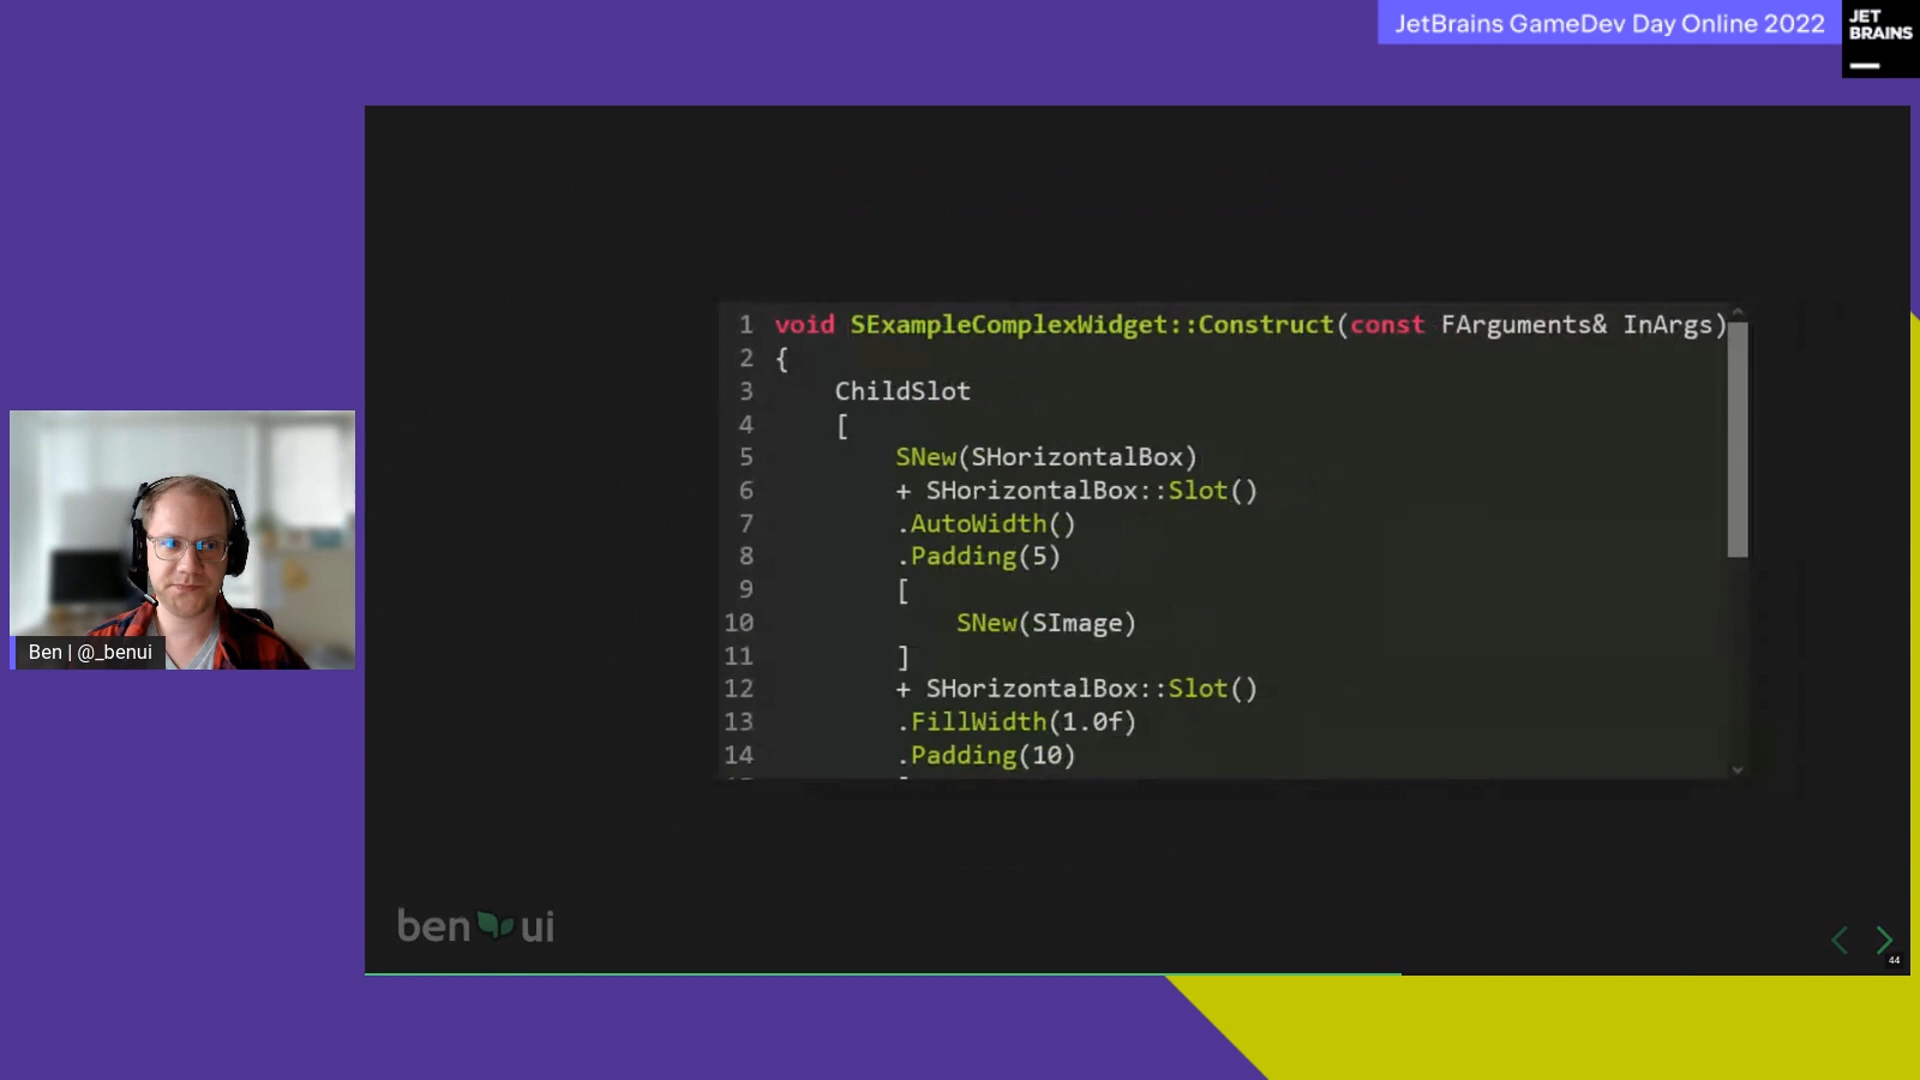 JetBrains GameDev Day Online 2022
JET
BRAINS
1 void SExampleComplexWidget::Construct(const FArguments& InArgs)
2 {
3 ChildSlot
4 [
5 SNew(SHorizontalBox)
6 + SHorizontalBox::Slot()
7 .AutoWidth()
8 .Padding(5)
9 [
10 SNew(SImage)
11 ]
12 + SHorizontalBox::Slot()
13 .FillWidth(1.0f)
14 .Padding(10)
Ben | @_benui
ben ui
44